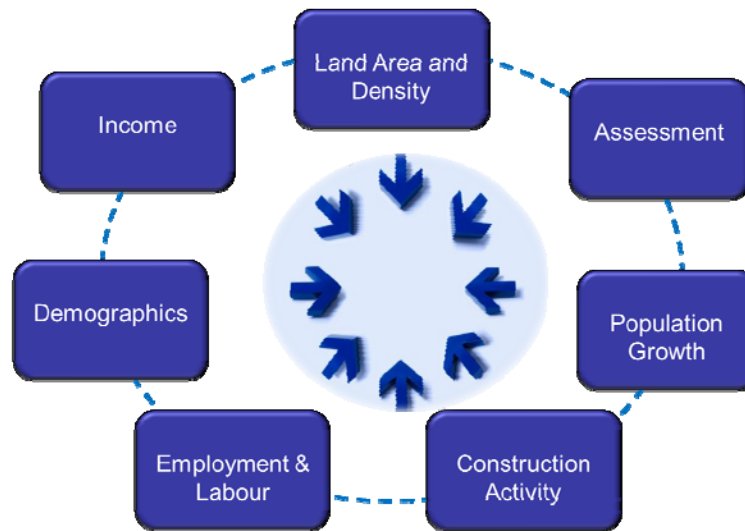 Land Area and
Density
Assessment
Population
Growth
Construction
Activity
Employment &
Labour
Demographics
Income